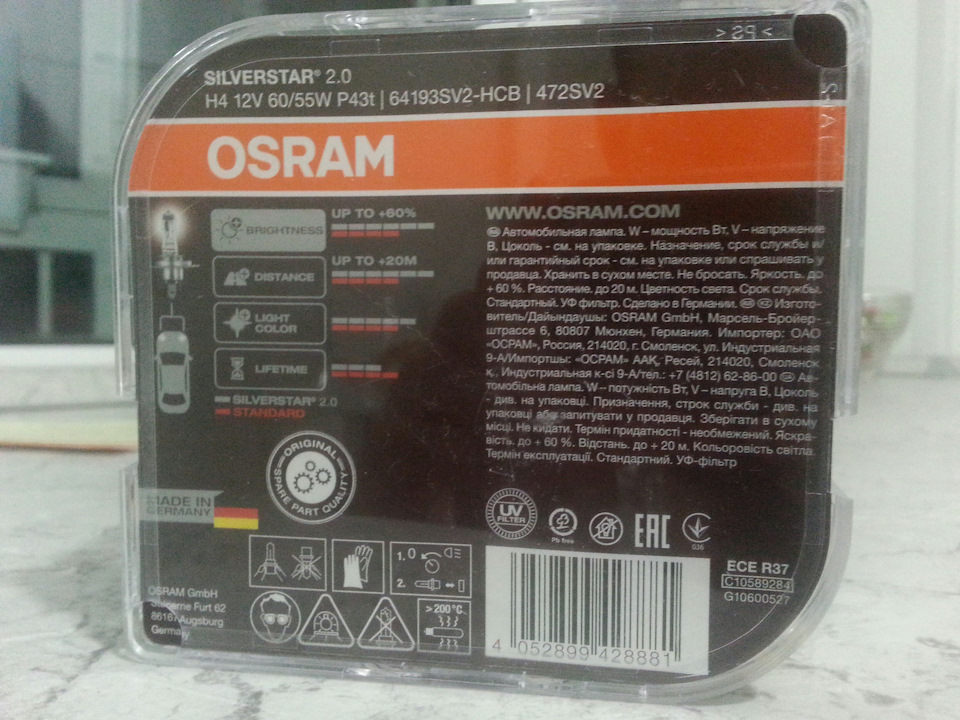 > PS <
SILVERSTAR® 2.0
H4 12V 60/55W P43t | 64193SV2-HCB | 472SV2
OSRAM
BRIGHTNESS
UP TO +60%
DISTANCE
UP TO +20M
LIGHT
COLOR
LIFETIME
SILVERSTAR® 2.0
STANDARD
ORIGINAL
SPARE PART QUALITY
MADE IN
GERMANY
WWW.OSRAM.COM
Автомобильная лампа. W – мощность Вт, V – напряжение
В, Цоколь - см. на упаковке. Назначение, срок службы и/
или гарантийный срок - см. на упаковке или спрашивать у
продавца. Хранить в сухом месте. Не бросать. Яркость. до
+ 60 %. Расстояние. до 20 м. Цветность света. Срок службы.
Стандартный. УФ фильтр. Сделано в Германии. Изгото-
витель/Дайындаушы: OSRAM GmbH, Марсель-Бройер-
штрассе 6, 80807 Мюнхен, Германия. Импортер: ОАО
«ОСРАМ», Россия, 214020, г. Смоленск, ул. Индустриальная
9-А/Импортшы: «ОСРАМ» ААҚ, Ресей, 214020, Смоленск
қ., Индустриальная к-сі 9-А/тел.: +7 (4812) 62-86-00 Ав-
томобільна лампа. W – потужність Вт, V – напруга В, Цоколь
- див. на упаковці. Призначення, строк служби - див. на
упаковці або запитувати у продавця. Зберігати в сухому
місці. Не кидати. Термін придатності - необмежений. Яскра-
вість. до + 60 %. Відстань. до + 20 м. Кольоровість світла.
Термін експлуатації. Стандартний. УФ-фільтр
UV
FILTER
Pb free
EAC
036
1. 0
2.
> 200 °C
ECE R37
C10589284
G10600527
OSRAM GmbH
Steinerne Furt 62
86167 Augsburg
Germany
4 052899 428881